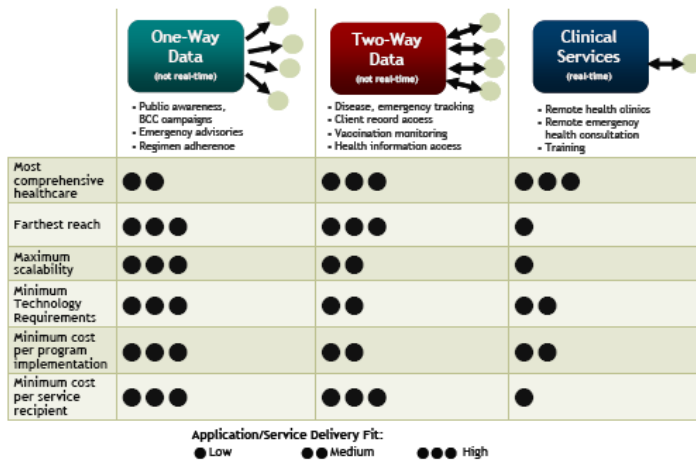 One-Way
Data
(not real-time)
Two-Way
Data
(not real-time)
Clinical
Services
(real-time)
• Public awareness,
BCC campaigns
• Emergency advisories
• Regimen adherence
• Disease, emergency tracking
• Client record access
• Vaccination monitoring
• Health information access
• Remote health clinics
• Remote emergency
health consultation
• Training
Most
comprehensive
healthcare
Farthest reach
Maximum
scalability
Minimum
Technology
Requirements
Minimum cost
per program
implementation
Minimum cost
per service
recipient
Application/Service Delivery Fit:
Low
Medium
High